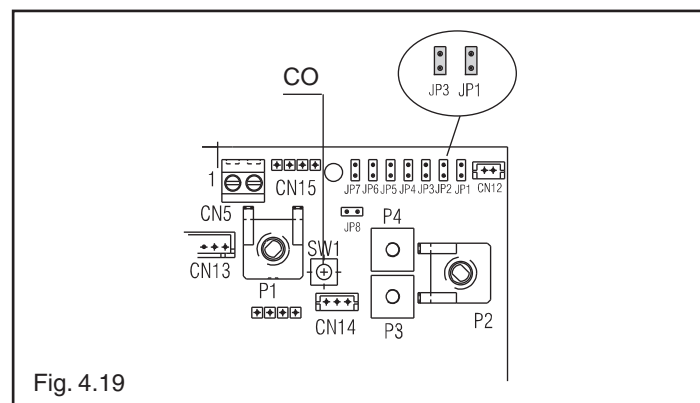 CO
JP3 JP1
1
CN5
CN15
JP7 JP6 JP5 JP4 JP3 JP2 JP1
CN12
JP8
P4
CN13
P1
SW1
CN14
P3
P2
Fig. 4.19